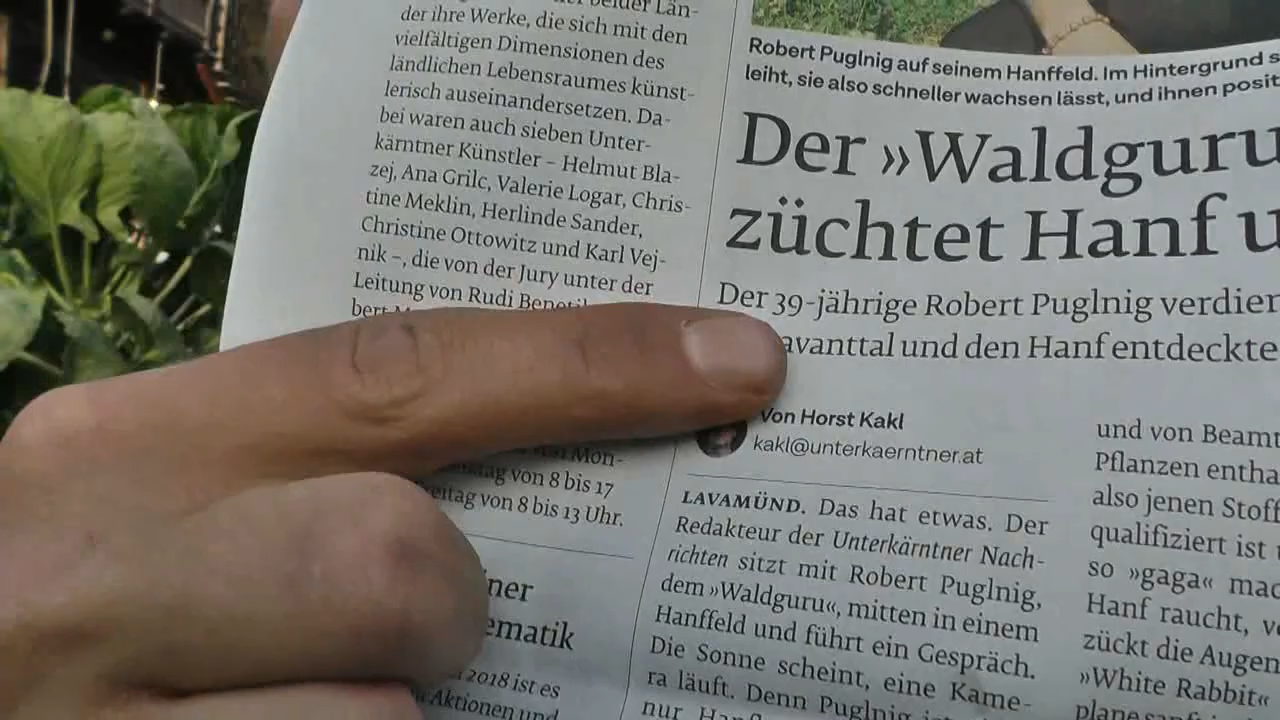 beider Län-
der ihre Werke, die sich mit den
vielfältigen Dimensionen des
ländlichen Lebensraumes künst-
lerisch auseinandersetzen. Da-
bei waren auch sieben Unter-
kärntner Künstler – Helmut Bla-
zej, Ana Grilc, Valerie Logar, Chris-
tine Meklin, Herlinde Sander,
Christine Ottowitz und Karl Vej-
nik –, die von der Jury unter der
Leitung von Rudi
von Mon-
tag von 8 bis 17
eitag von 8 bis 13 Uhr.
ner
ematik
2018 ist es
Aktionen und
Robert Puglnig auf seinem Hanffeld. Im Hintergrund s
leiht, sie also schneller wachsen lässt, und ihnen posit
Der »Waldguru
züchtet Hanf u
Der 39-jährige Robert Puglnig verdier
avanttal und den Hanf entdeckte
Von Horst Kakl
kakl@unterkaerntner.at
LAVAMÜND. Das hat etwas. Der
Redakteur der Unterkärntner Nach-
richten sitzt mit Robert Puglnig,
dem »Waldguru«, mitten in einem
Hanffeld und führt ein Gespräch.
Die Sonne scheint, eine Kame-
ra läuft. Denn Puglnig
nur
und von Beamt
Pflanzen entha
also jenen Stoff
qualifiziert ist
so »gaga« mac
Hanf raucht, v
zückt die Augen
»White Rabbit«